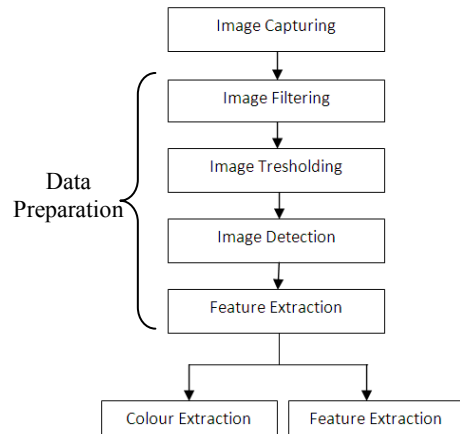 Image Capturing
Image Filtering
Image Tresholding
Data
Preparation
Image Detection
Feature Extraction
Colour Extraction
Feature Extraction